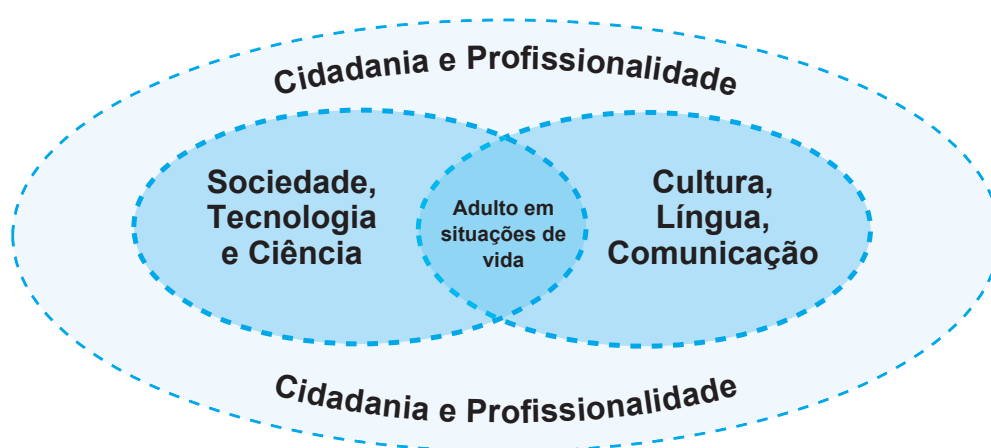 Cidadania e Profissionalidade
Sociedade,
Tecnologia
e Ciência
Adulto em
situações de
vida
Cultura,
Língua,
Comunicação
Cidadania e Profissionalidade